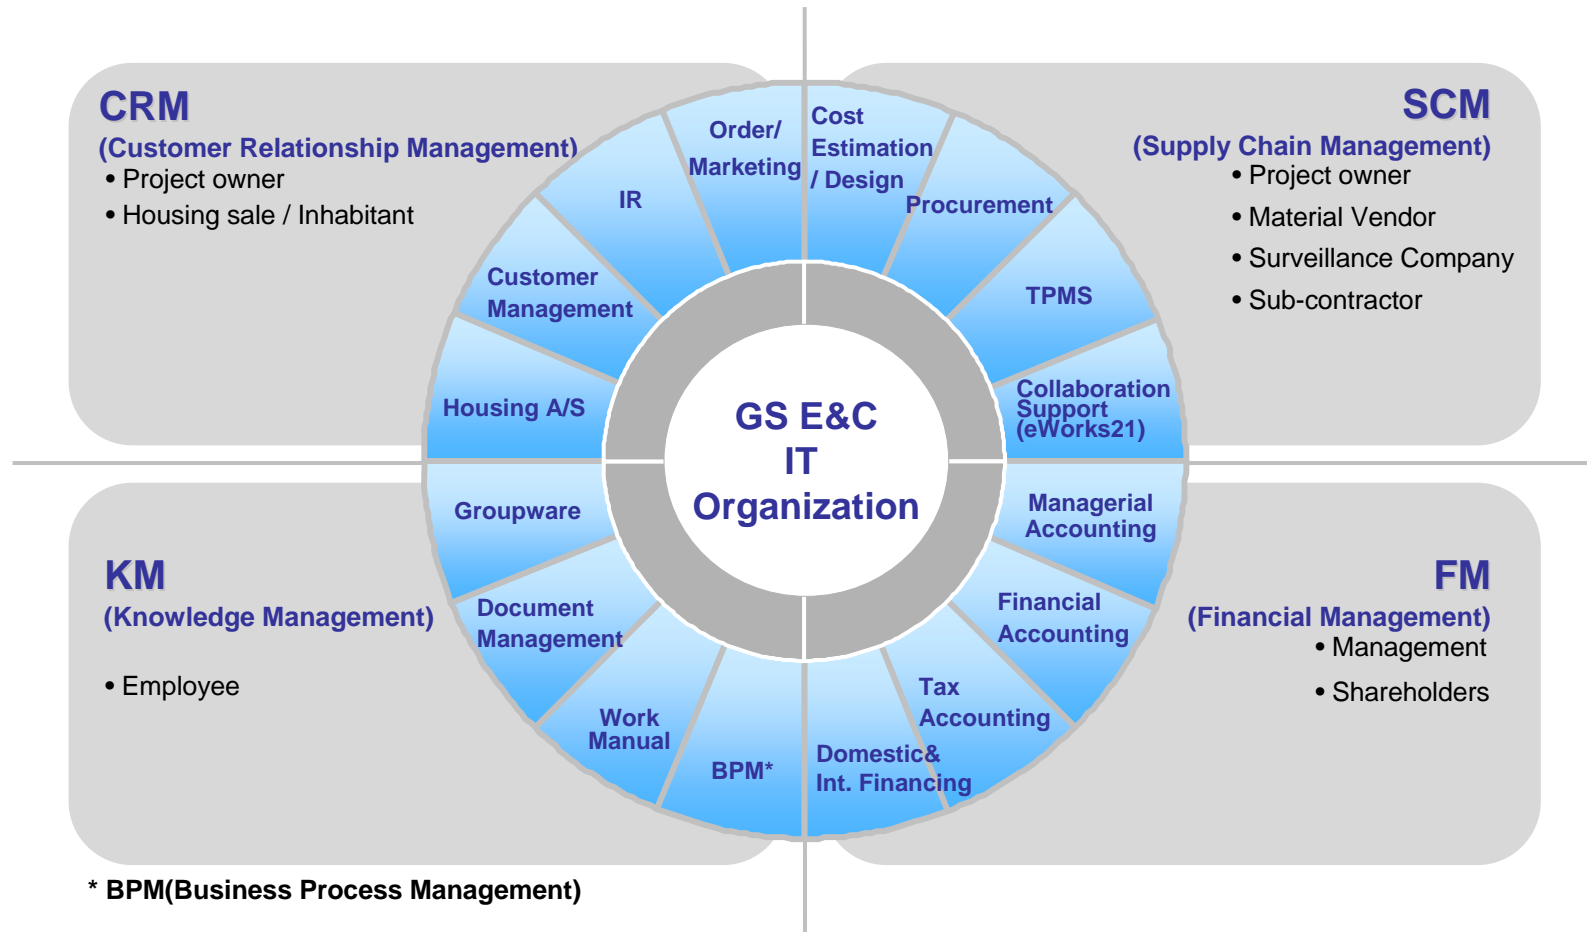 CRM
(Customer Relationship Management)
• Project owner
• Housing sale / Inhabitant
SCM
(Supply Chain Management)
• Project owner
• Material Vendor
• Surveillance Company
• Sub-contractor
Order/
Marketing
IR
Customer
Management
Housing A/S
Cost
Estimation
/ Design
Procurement
TPMS
Collaboration
Support
(eWorks21)
GS E&C
IT
Organization
Groupware
Document
Management
Work
Manual
BPM*
Managerial
Accounting
Financial
Accounting
Tax
Accounting
Domestic&
Int. Financing
KM
(Knowledge Management)
• Employee
FM
(Financial Management)
• Management
• Shareholders
* BPM(Business Process Management)